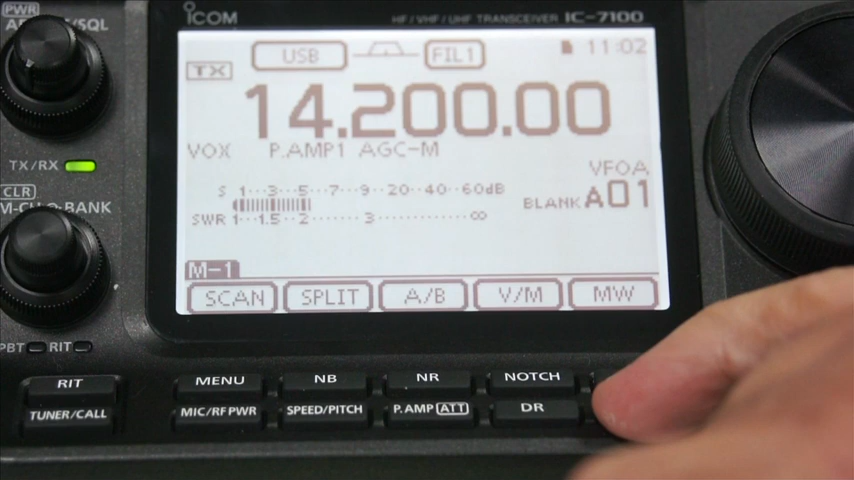 PWR
ICOM
HF/VHF/UHF TRANSCEIVER IC-7100
AF /SQL
USB
FIL1
11:02
TX
14.200.00
VOX P.AMP1 AGC-M
TX/RX
VFOA
S 1··3··5··7··9··20··40··60dB
BLANK A01
CLR
M-CH BANK
SWR 1··1.5··2 3 ∞
M-1
SCAN SPLIT A/B V/M MW
PBT RIT
RIT MENU NB NR NOTCH
TUNER/CALL MIC/RF PWR SPEED/PITCH P.AMP ATT DR